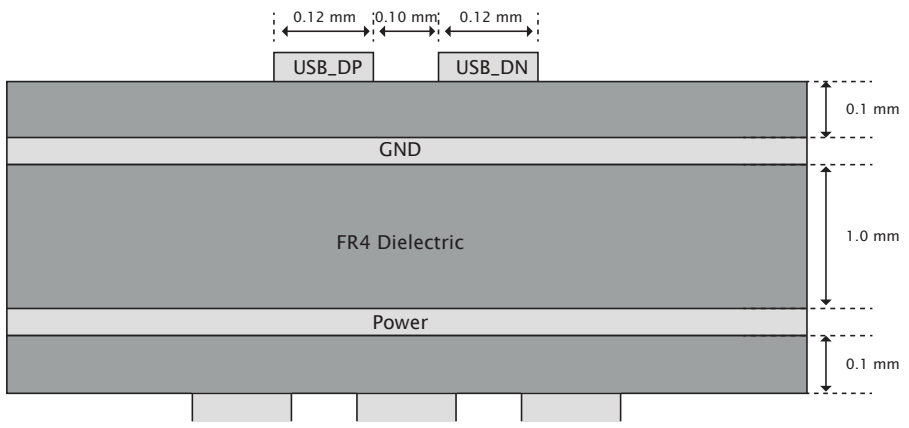 0.12 mm 0.10 mm 0.12 mm
USB_DP USB_DN
0.1 mm
GND
FR4 Dielectric 1.0 mm
Power
0.1 mm